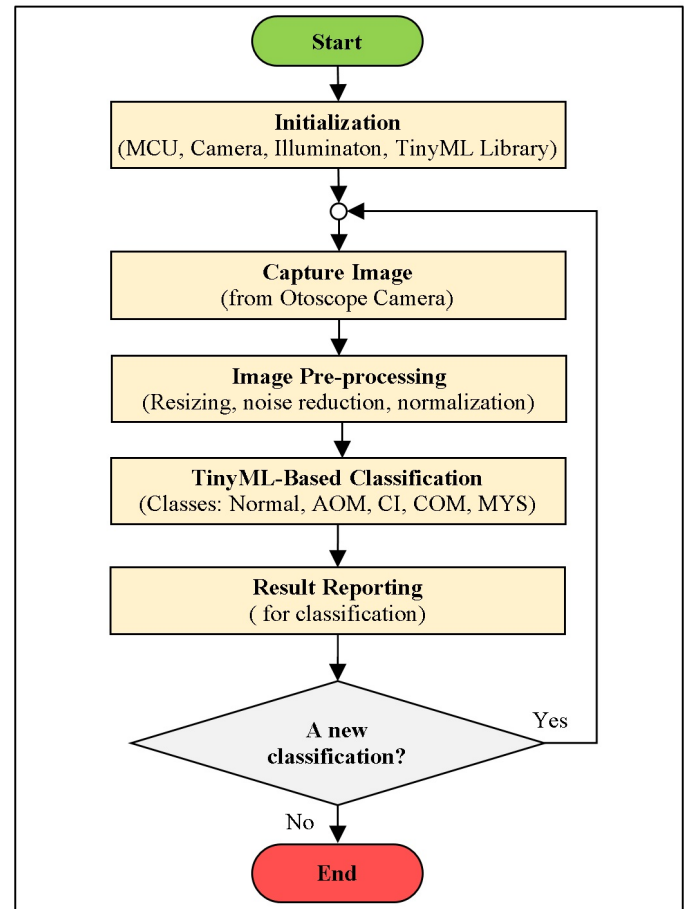 Start
Initialization
(MCU, Camera, Illuminaton, TinyML Library)
Capture Image
(from Otoscope Camera)
Image Pre-processing
(Resizing, noise reduction, normalization)
TinyML-Based Classification
(Classes: Normal, AOM, CI, COM, MYS)
Result Reporting
( for classification)
A new
classification?
Yes
No
End